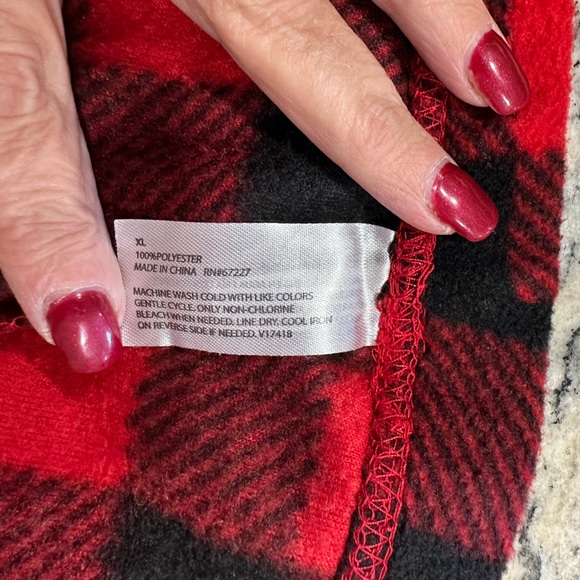 XL
100%POLYESTER
MADE IN CHINA RN#67227
MACHINE WASH COLD WITH LIKE COLORS
GENTLE CYCLE. ONLY NON-CHLORINE
BLEACH WHEN NEEDED. LINE DRY. COOL IRON
ON REVERSE SIDE IF NEEDED. V17418